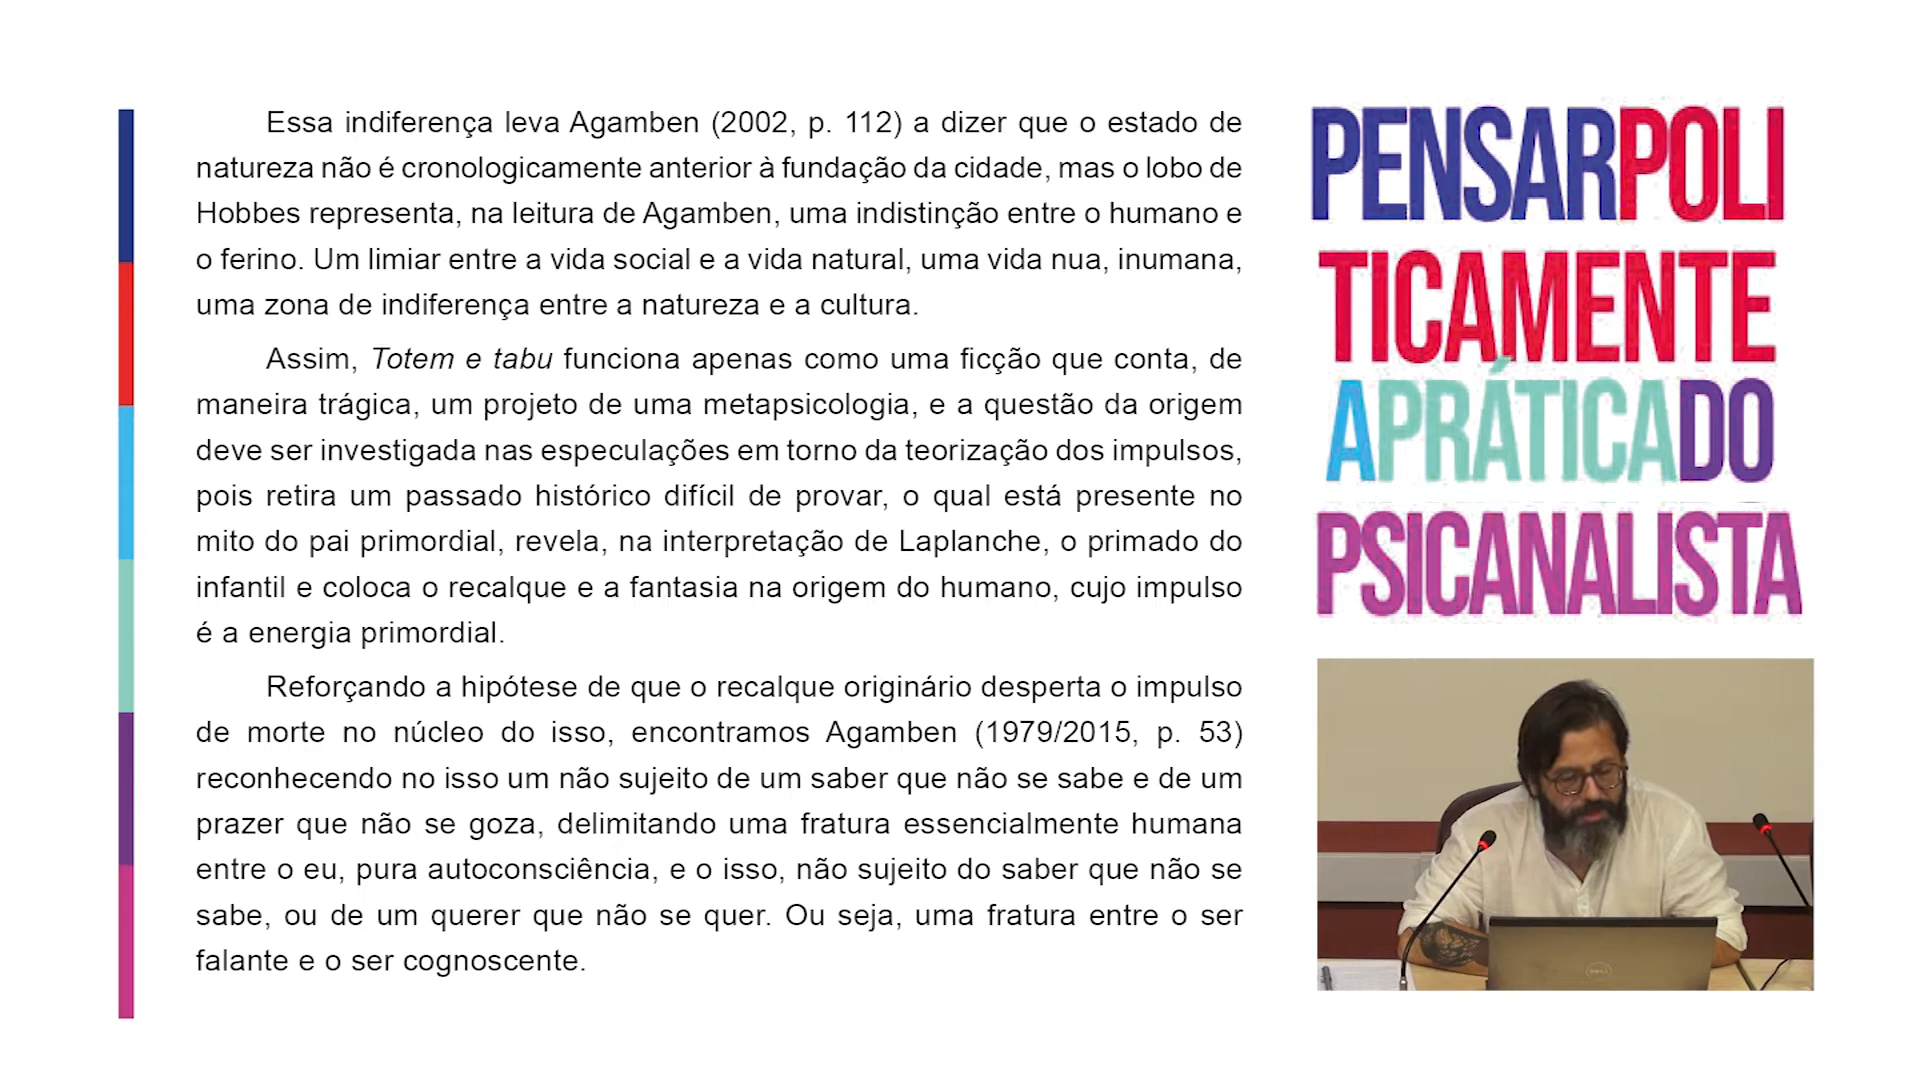 Essa indiferença leva Agamben (2002, p. 112) a dizer que o estado de
natureza não é cronologicamente anterior à fundação da cidade, mas o lobo de
Hobbes representa, na leitura de Agamben, uma indistinção entre o humano e
o ferino. Um limiar entre a vida social e a vida natural, uma vida nua, inumana,
uma zona de indiferença entre a natureza e a cultura.
Assim, Totem e tabu funciona apenas como uma ficção que conta, de
maneira trágica, um projeto de uma metapsicologia, e a questão da origem
deve ser investigada nas especulações em torno da teorização dos impulsos,
pois retira um passado histórico difícil de provar, o qual está presente no
mito do pai primordial, revela, na interpretação de Laplanche, o primado do
infantil e coloca o recalque e a fantasia na origem do humano, cujo impulso
é a energia primordial.
Reforçando a hipótese de que o recalque originário desperta o impulso
de morte no núcleo do isso, encontramos Agamben (1979/2015, p. 53)
reconhecendo no isso um não sujeito de um saber que não se sabe e de um
prazer que não se goza, delimitando uma fratura essencialmente humana
entre o eu, pura autoconsciência, e o isso, não sujeito do saber que não se
sabe, ou de um querer que não se quer. Ou seja, uma fratura entre o ser
falante e o ser cognoscente.
PENSARPOLI
TICAMENTE
APRÁTICADO
PSICANALISTA
DELL